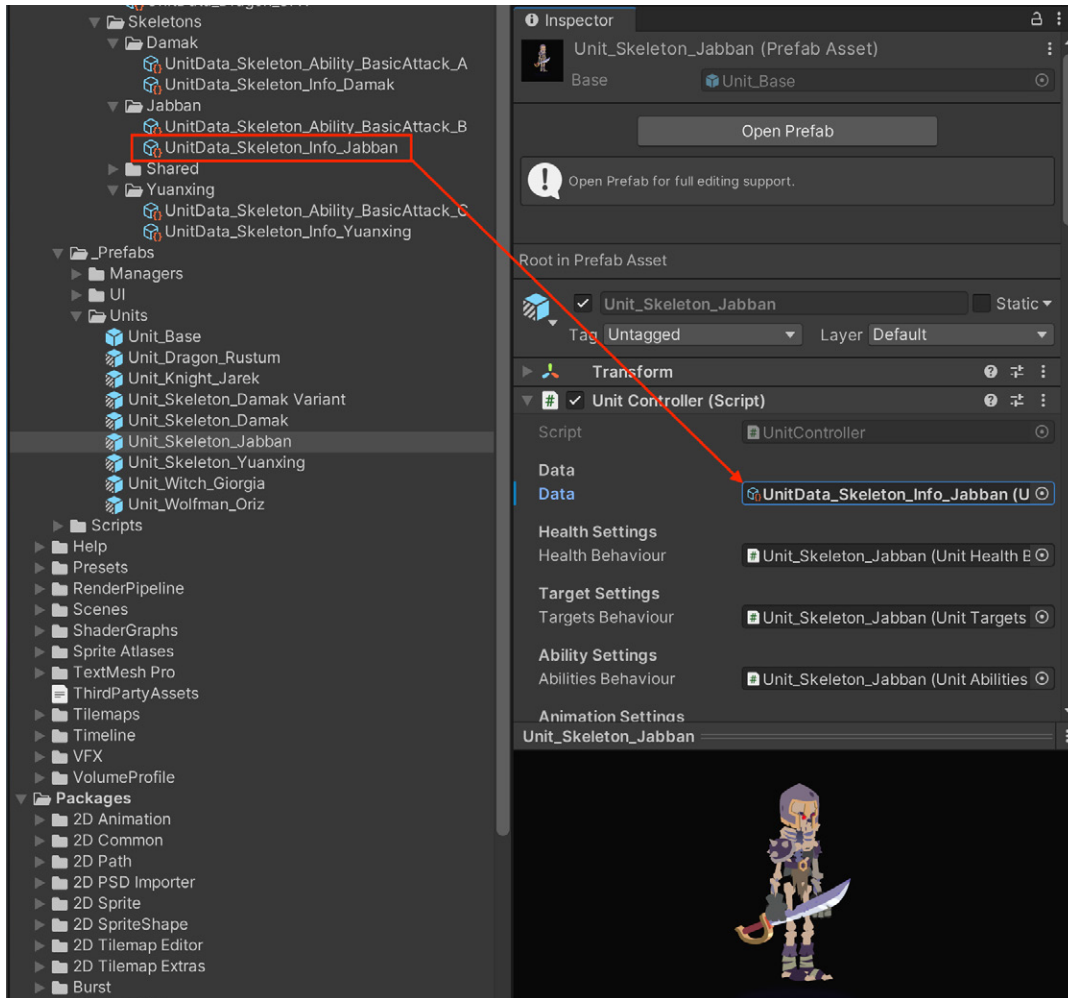 Skeletons
Damak
UnitData_Skeleton_Ability_BasicAttack_A
UnitData_Skeleton_Info_Damak
Jabban
UnitData_Skeleton_Ability_BasicAttack_B
UnitData_Skeleton_Info_Jabban
Shared
Yuanxing
UnitData_Skeleton_Ability_BasicAttack_C
UnitData_Skeleton_Info_Yuanxing
_Prefabs
Managers
UI
Units
Unit_Base
Unit_Dragon_Rustum
Unit_Knight_Jarek
Unit_Skeleton_Damak Variant
Unit_Skeleton_Damak
Unit_Skeleton_Jabban
Unit_Skeleton_Yuanxing
Unit_Witch_Giorgia
Unit_Wolfman_Oriz
Scripts
Help
Presets
RenderPipeline
Scenes
ShaderGraphs
Sprite Atlases
TextMesh Pro
ThirdPartyAssets
Tilemaps
Timeline
VFX
VolumeProfile
Packages
2D Animation
2D Common
2D Path
2D PSD Importer
2D Sprite
2D SpriteShape
2D Tilemap Editor
2D Tilemap Extras
Burst
Inspector
Unit_Skeleton_Jabban (Prefab Asset)
Base Unit_Base
Open Prefab
Open Prefab for full editing support.
Root in Prefab Asset
Unit_Skeleton_Jabban Static
Tag Untagged Layer Default
Transform
# Unit Controller (Script)
Script UnitController
Data
Data UnitData_Skeleton_Info_Jabban (U
Health Settings
Health Behaviour Unit_Skeleton_Jabban (Unit Health B
Target Settings
Targets Behaviour Unit_Skeleton_Jabban (Unit Targets
Ability Settings
Abilities Behaviour Unit_Skeleton_Jabban (Unit Abilities
Animation Settings
Unit_Skeleton_Jabban